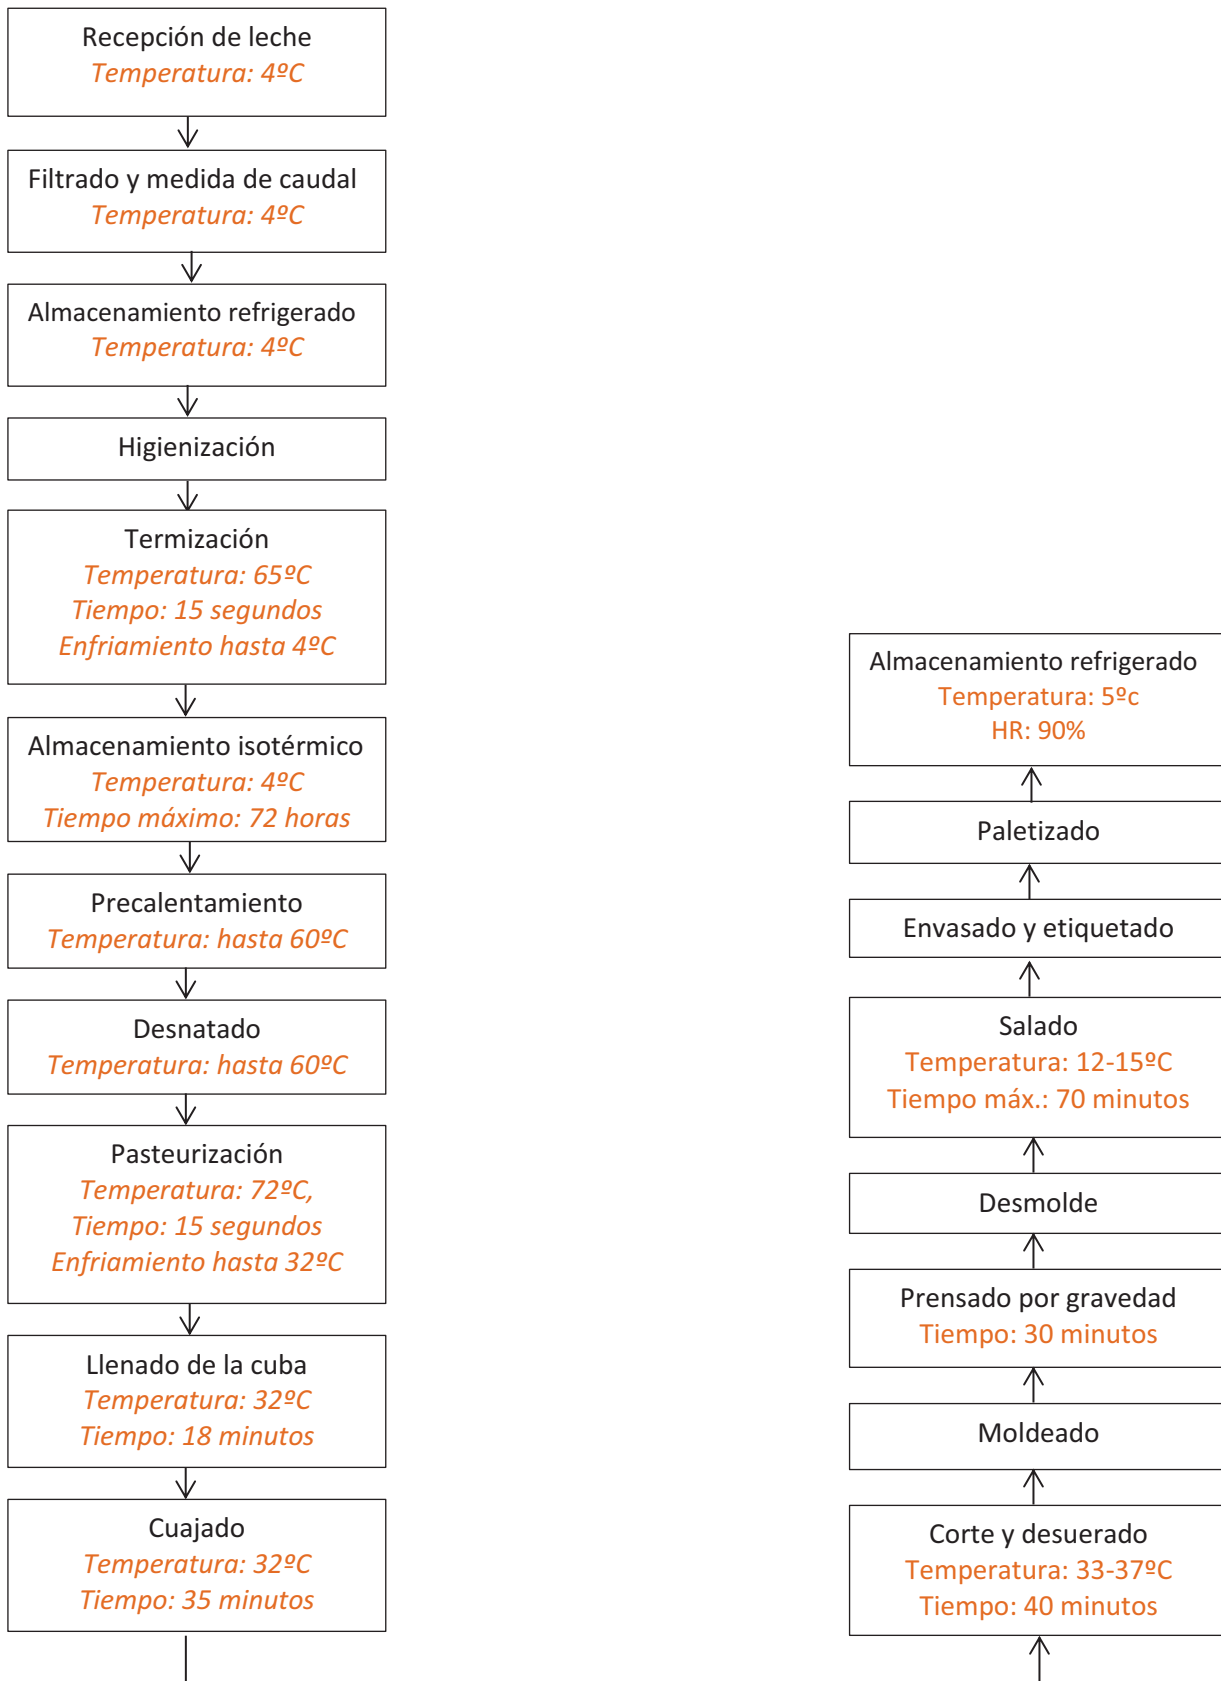 Recepción de leche
Temperatura: 4ºC
Filtrado y medida de caudal
Temperatura: 4ºC
Almacenamiento refrigerado
Temperatura: 4ºC
Higienización
Termización
Temperatura: 65ºC
Tiempo: 15 segundos
Enfriamiento hasta 4ºC
Almacenamiento isotérmico
Temperatura: 4ºC
Tiempo máximo: 72 horas
Precalentamiento
Temperatura: hasta 60ºC
Desnatado
Temperatura: hasta 60ºC
Pasteurización
Temperatura: 72ºC,
Tiempo: 15 segundos
Enfriamiento hasta 32ºC
Llenado de la cuba
Temperatura: 32ºC
Tiempo: 18 minutos
Cuajado
Temperatura: 32ºC
Tiempo: 35 minutos
Almacenamiento refrigerado
Temperatura: 5ºc
HR: 90%
Paletizado
Envasado y etiquetado
Salado
Temperatura: 12-15ºC
Tiempo máx.: 70 minutos
Desmolde
Prensado por gravedad
Tiempo: 30 minutos
Moldeado
Corte y desuerado
Temperatura: 33-37ºC
Tiempo: 40 minutos